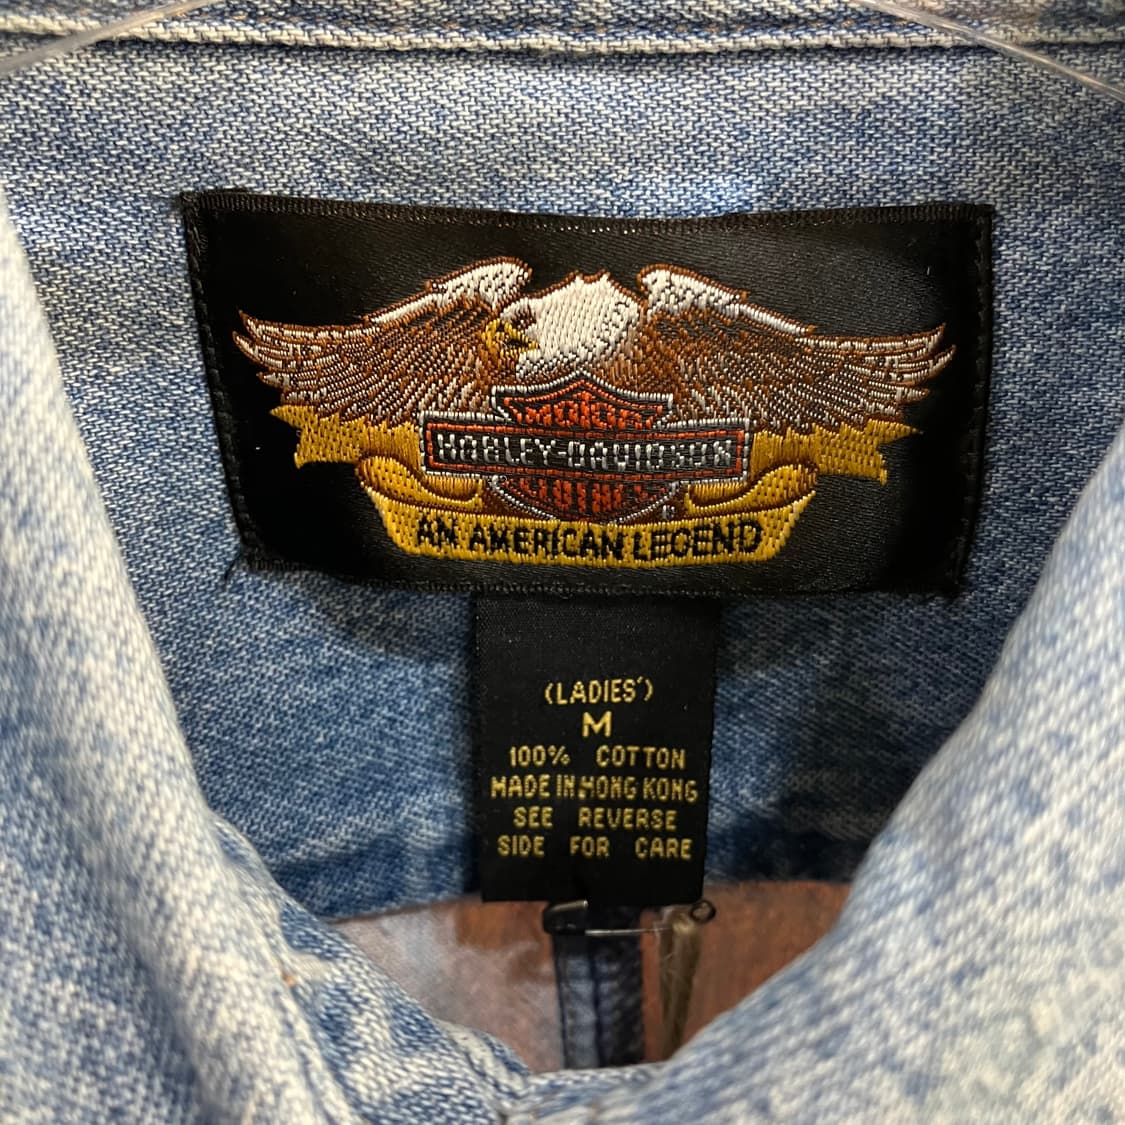 MOTOR
HARLEY-DAVIDSON
CYCLES
®
AN AMERICAN LEGEND
(LADIES')
M
100% COTTON
MADE IN HONG KONG
SEE REVERSE
SIDE FOR CARE